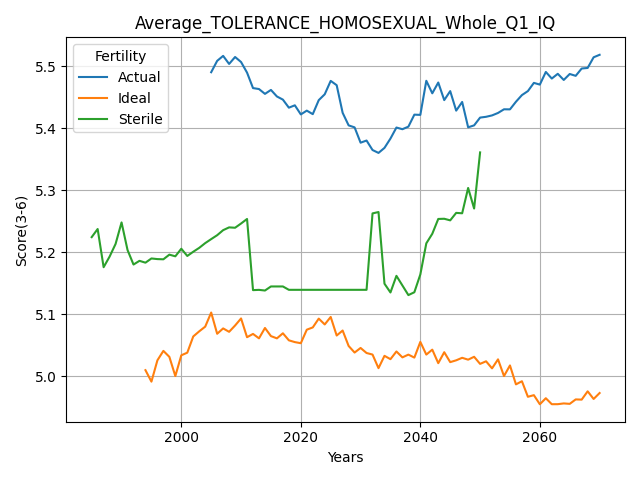 Average_TOLERANCE_HOMOSEXUAL_Whole_Q1_IQ
Fertility
Actual
Ideal
Sterile
Score(3-6)
5.5
5.4
5.3
5.2
5.1
5.0
2000
2020
2040
2060
Years